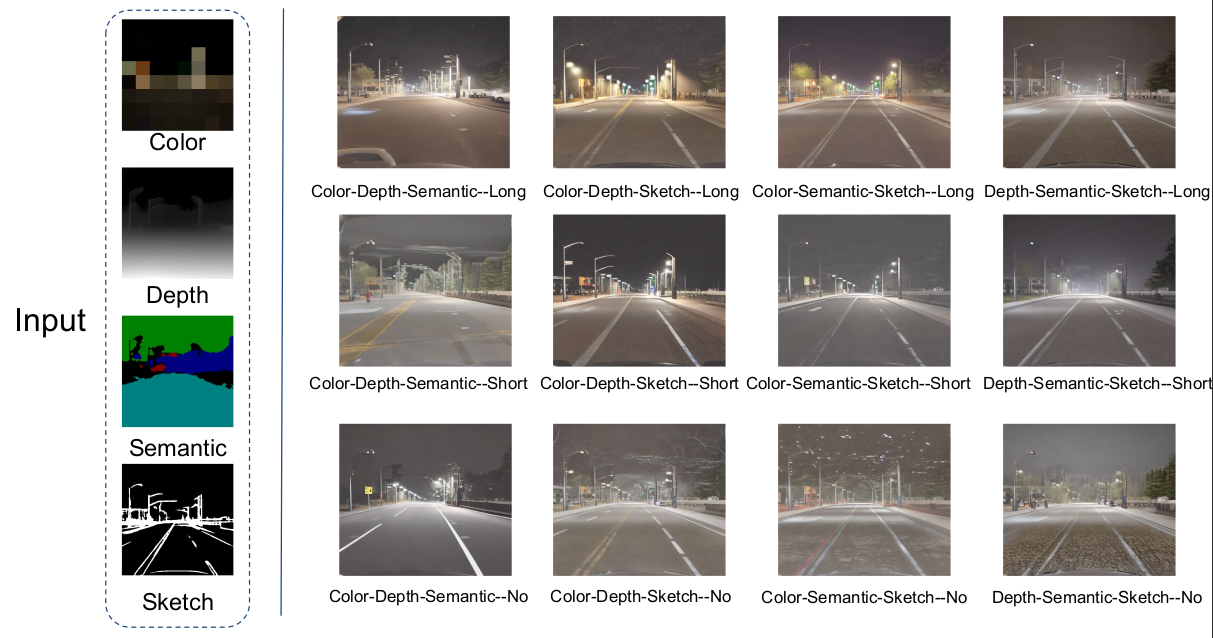 Input
Color
Depth
Semantic
Sketch
Color-Depth-Semantic--Long
Color-Depth-Sketch--Long
Color-Semantic-Sketch--Long
Depth-Semantic-Sketch--Long
Color-Depth-Semantic--Short
Color-Depth-Sketch--Short
Color-Semantic-Sketch--Short
Depth-Semantic-Sketch--Short
Color-Depth-Semantic--No
Color-Depth-Sketch--No
Color-Semantic-Sketch--No
Depth-Semantic-Sketch--No